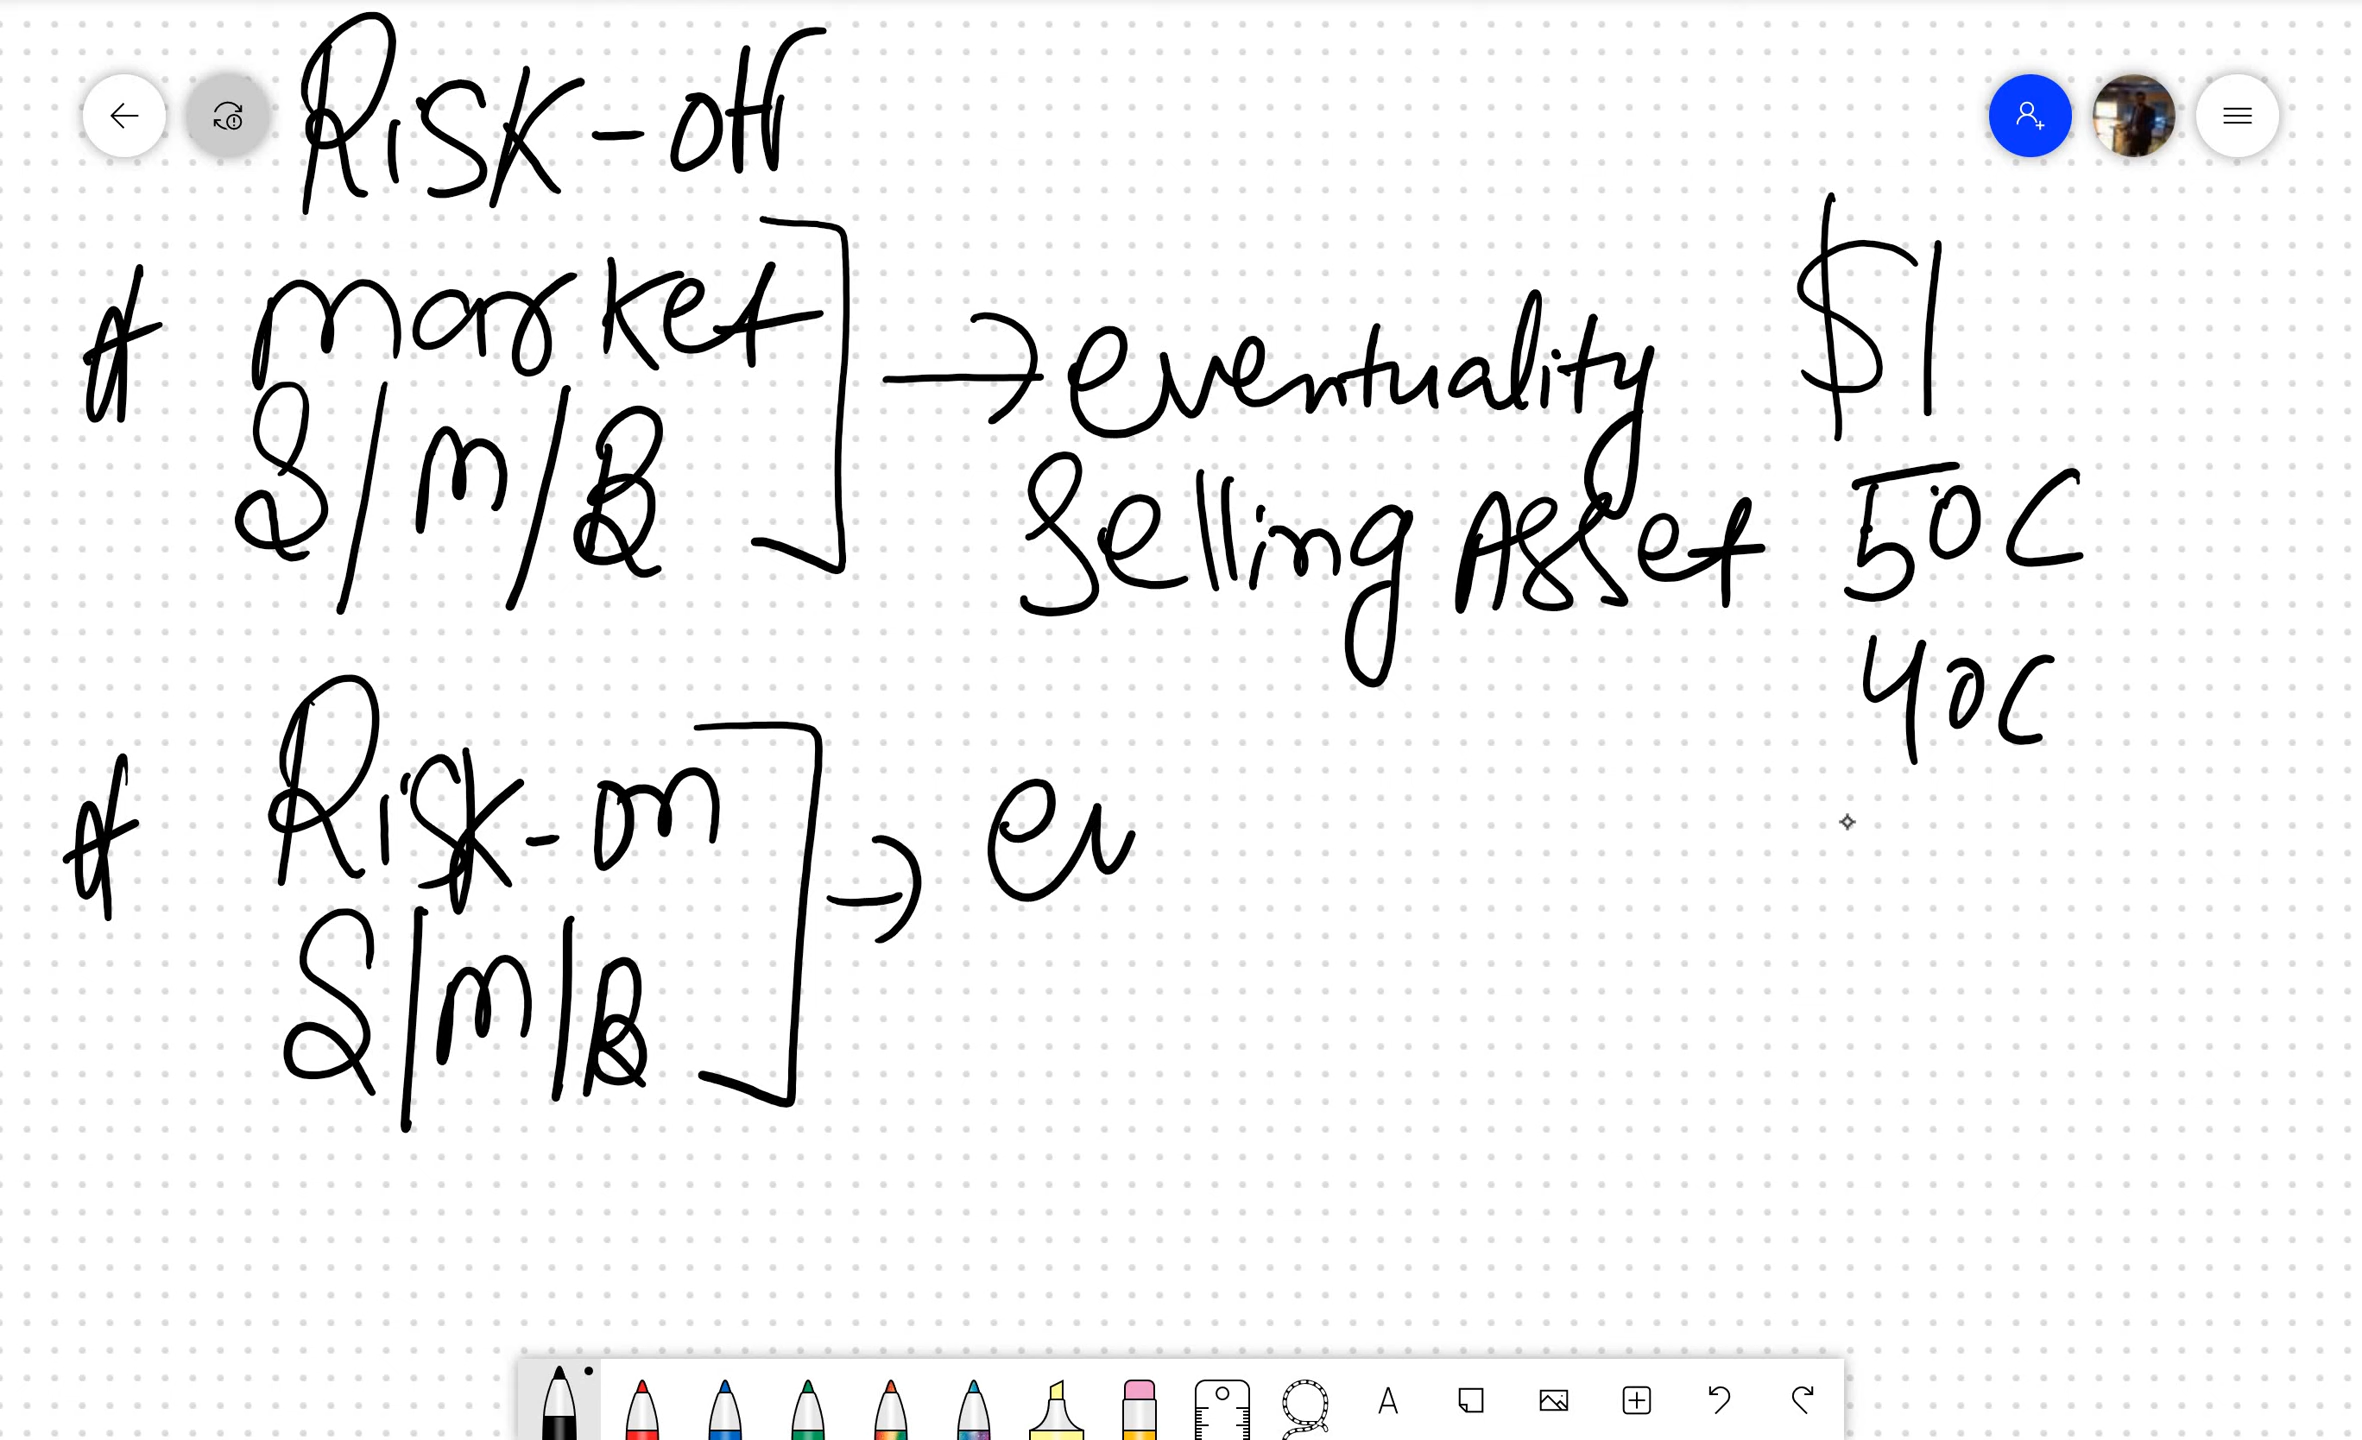 Risk-off
market
S/M/B
→ eventuality
Selling Asset
$1
50C
40C
Risk-on
S/M/B
→ ev
A